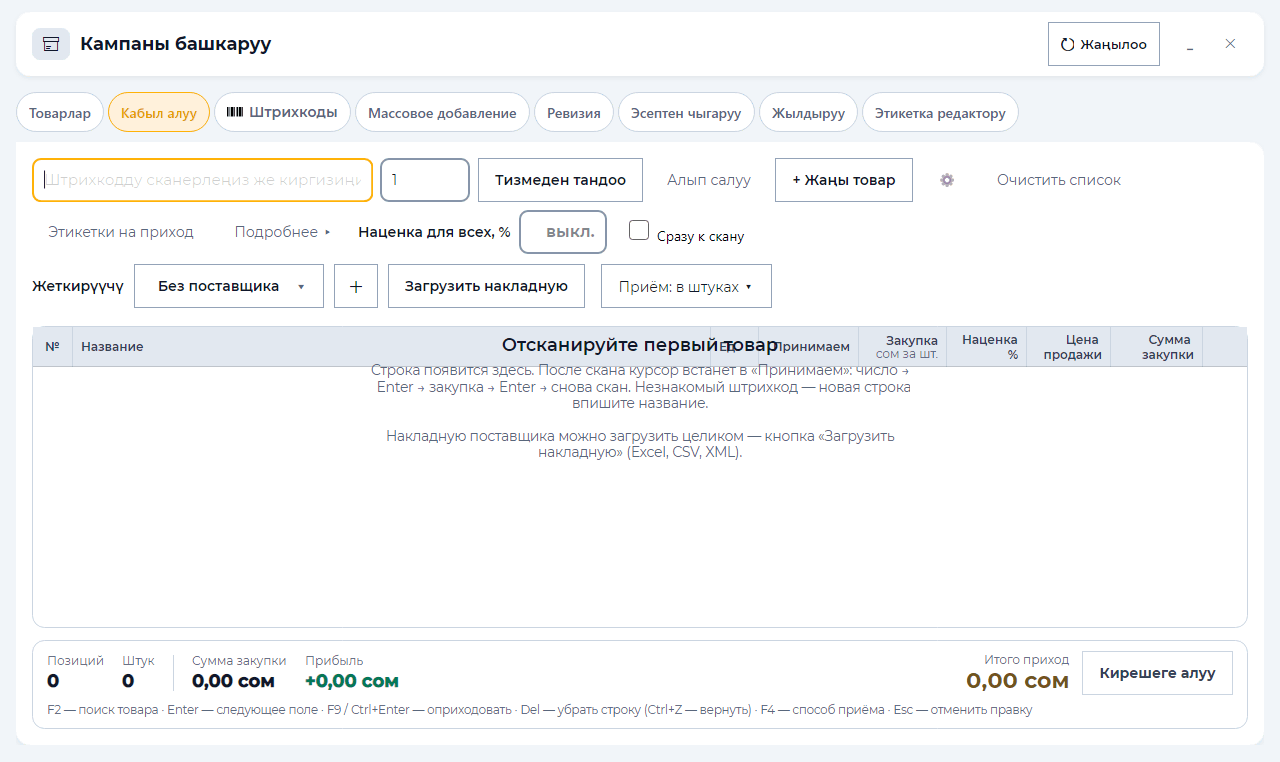 Кампаны башкаруу
Жаңылоо
Товарлар
Кабыл алуу
Штрихкоды
Массовое добавление
Ревизия
Эсептен чыгаруу
Жылдыруу
Этикетка редактору
Штрихкодду сканерлеңиз же киргизиңи
1
Тизмеден тандоо
Алып салуу
+ Жаңы товар
Очистить список
Этикетки на приход
Подробнее ▸
Наценка для всех, %
выкл.
Сразу к скану
Жеткирүүчү
Без поставщика
+
Загрузить накладную
Приём: в штуках ▾
№
Название
Принимаем
Закупка
сом за шт.
Наценка
%
Цена
продажи
Сумма
закупки
Отсканируйте первый товар
Строка появится здесь. После скана курсор встанет в «Принимаем»: число →
Enter → закупка → Enter → снова скан. Незнакомый штрихкод — новая строка
впишите название.
Накладную поставщика можно загрузить целиком — кнопка «Загрузить
накладную» (Excel, CSV, XML).
Позиций
0
Штук
0
Сумма закупки
0,00 сом
Прибыль
+0,00 сом
Итого приход
0,00 сом
Кирешеге алуу
F2 — поиск товара · Enter — следующее поле · F9 / Ctrl+Enter — оприходовать · Del — убрать строку (Ctrl+Z — вернуть) · F4 — способ приёма · Esc — отменить правку